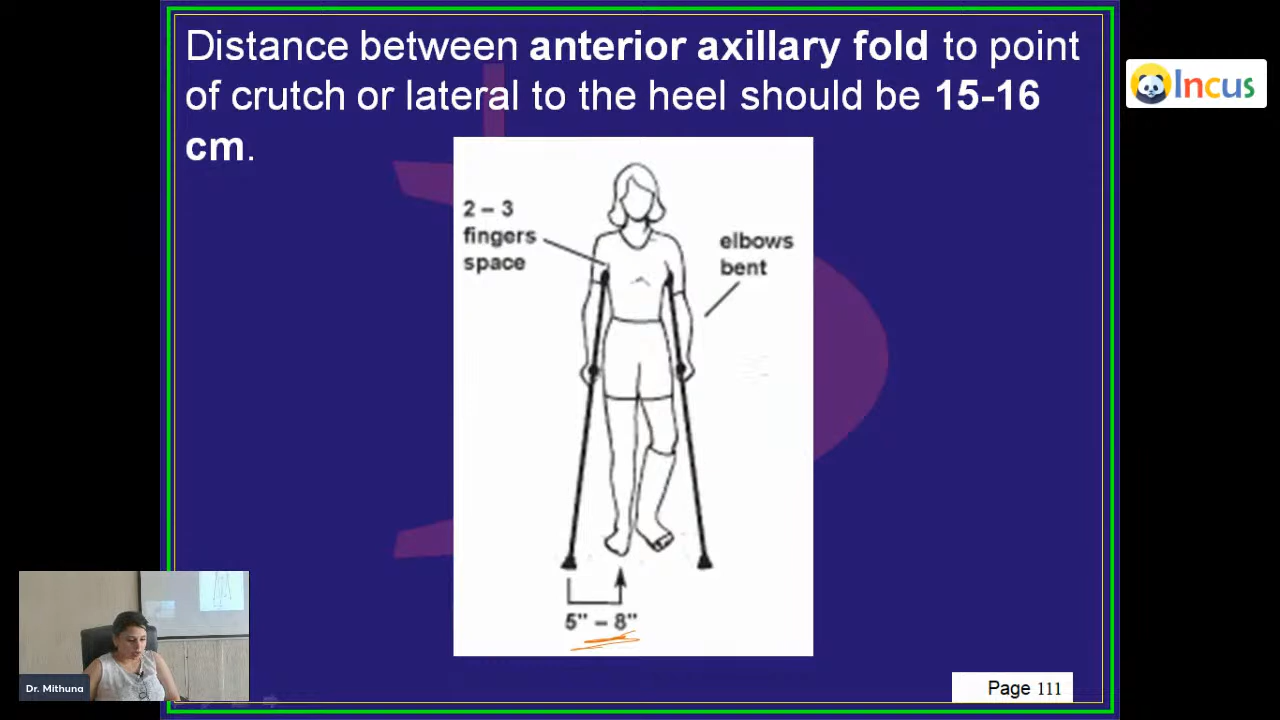 Distance between anterior axillary fold to point
of crutch or lateral to the heel should be 15-16
cm.
Incus
2 – 3
fingers
space
elbows
bent
5" – 8"
Dr. Mithuna
Page 111